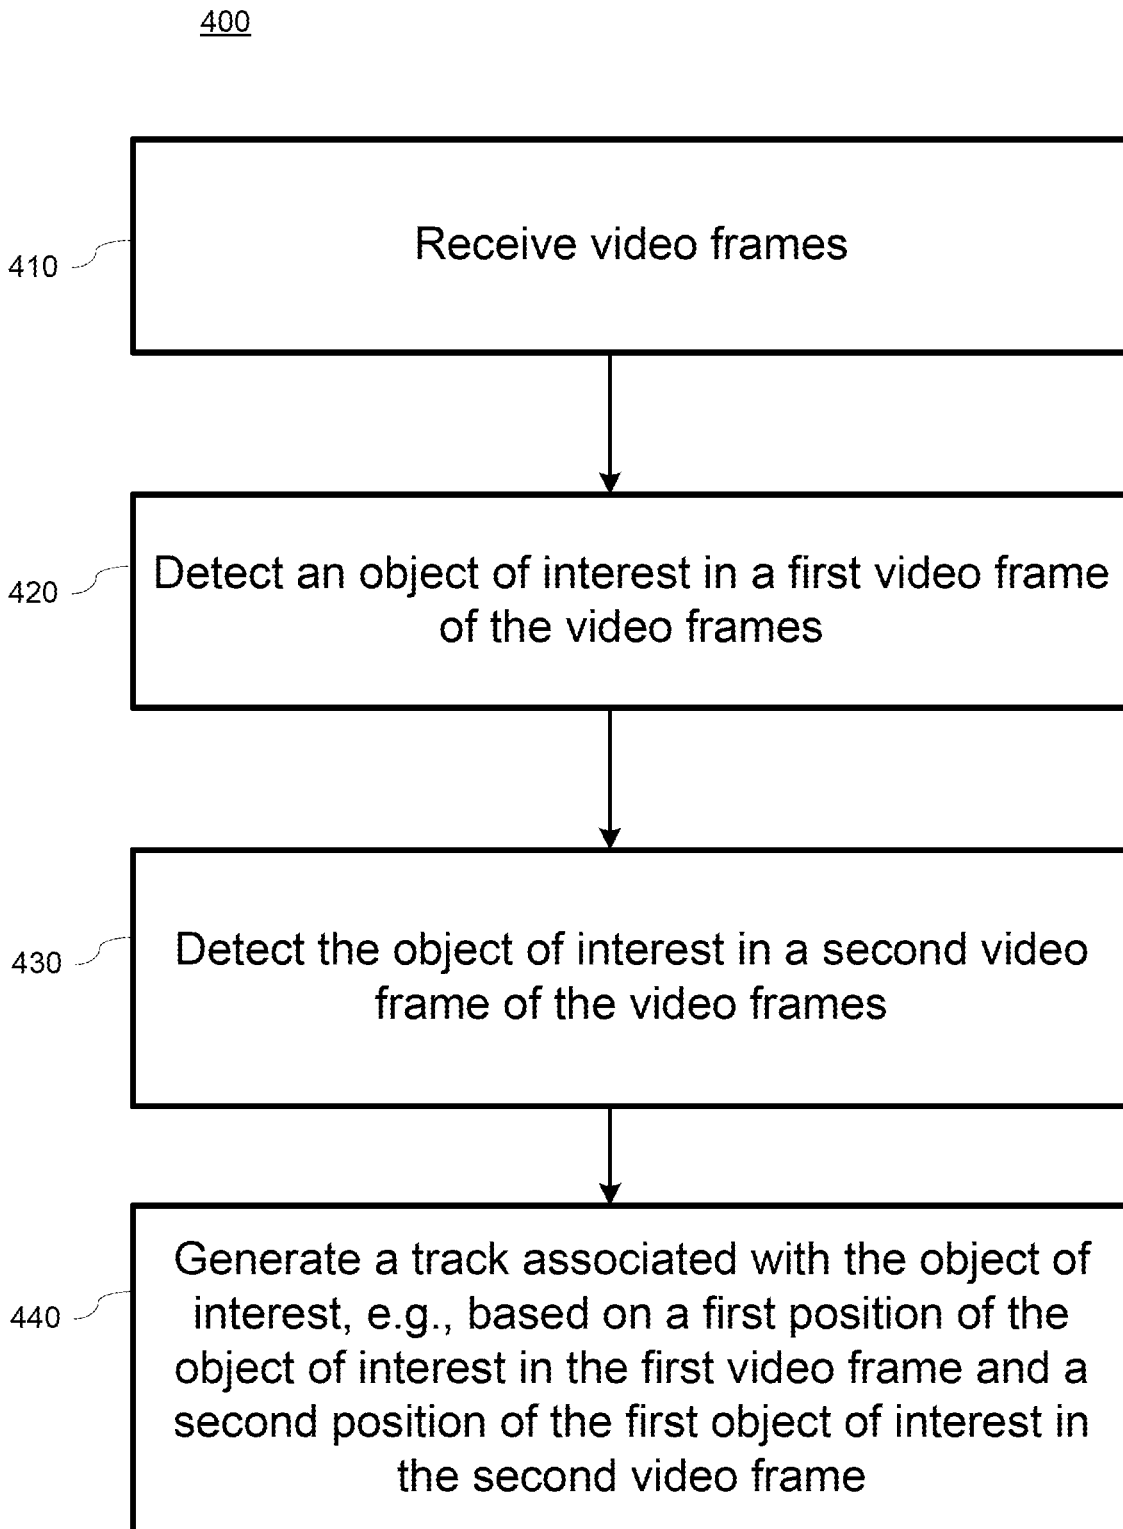 400
410
Receive video frames
420
Detect an object of interest in a first video frame
of the video frames
430
Detect the object of interest in a second video
frame of the video frames
440
Generate a track associated with the object of
interest, e.g., based on a first position of the
object of interest in the first video frame and a
second position of the first object of interest in
the second video frame